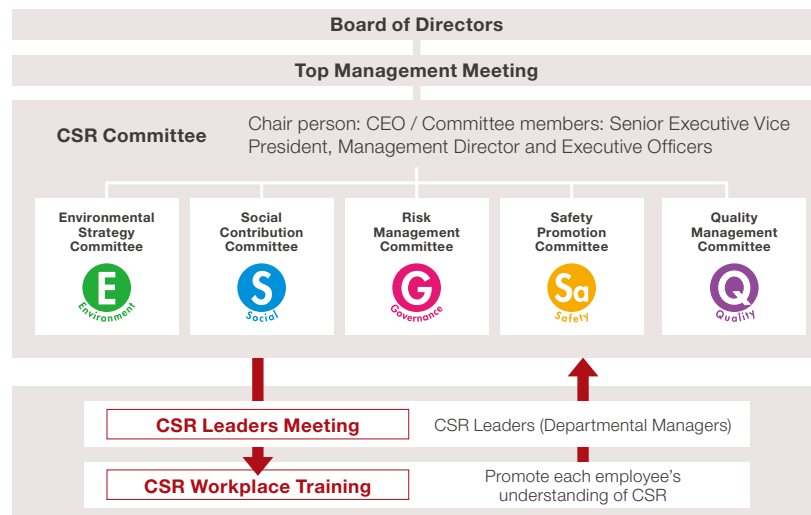 Board of Directors
Top Management Meeting
CSR Committee
Chair person: CEO / Committee members: Senior Executive Vice
President, Management Director and Executive Officers
Environmental
Strategy
Committee
E
Environment
Social
Contribution
Committee
S
Social
Risk
Management
Committee
G
Governance
Safety
Promotion
Committee
Sa
Safety
Quality
Management
Committee
Q
Quality
CSR Leaders Meeting
CSR Leaders (Departmental Managers)
CSR Workplace Training
Promote each employee's
understanding of CSR